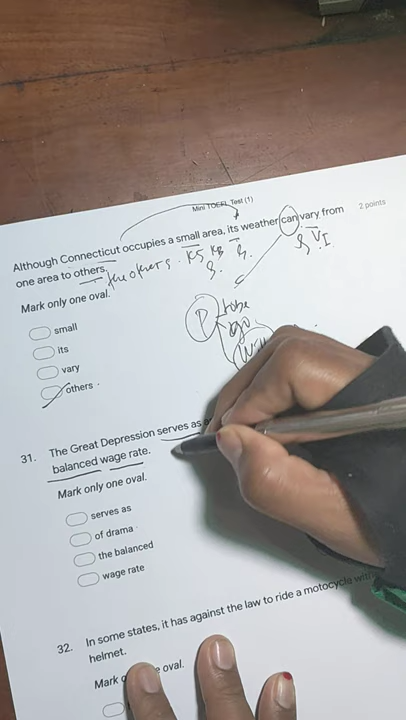 Mini TOEFL Test (1)
Although Connecticut occupies a small area, its weather can vary from
2 points
one area to others.
the others.
Mark only one oval.
small
its
vary
others
31. The Great Depression serves as
balanced wage rate.
Mark only one oval.
serves as
of drama
the balanced
wage rate
32. In some states, it has against the law to ride a motocycle
helmet.
Mark oval.